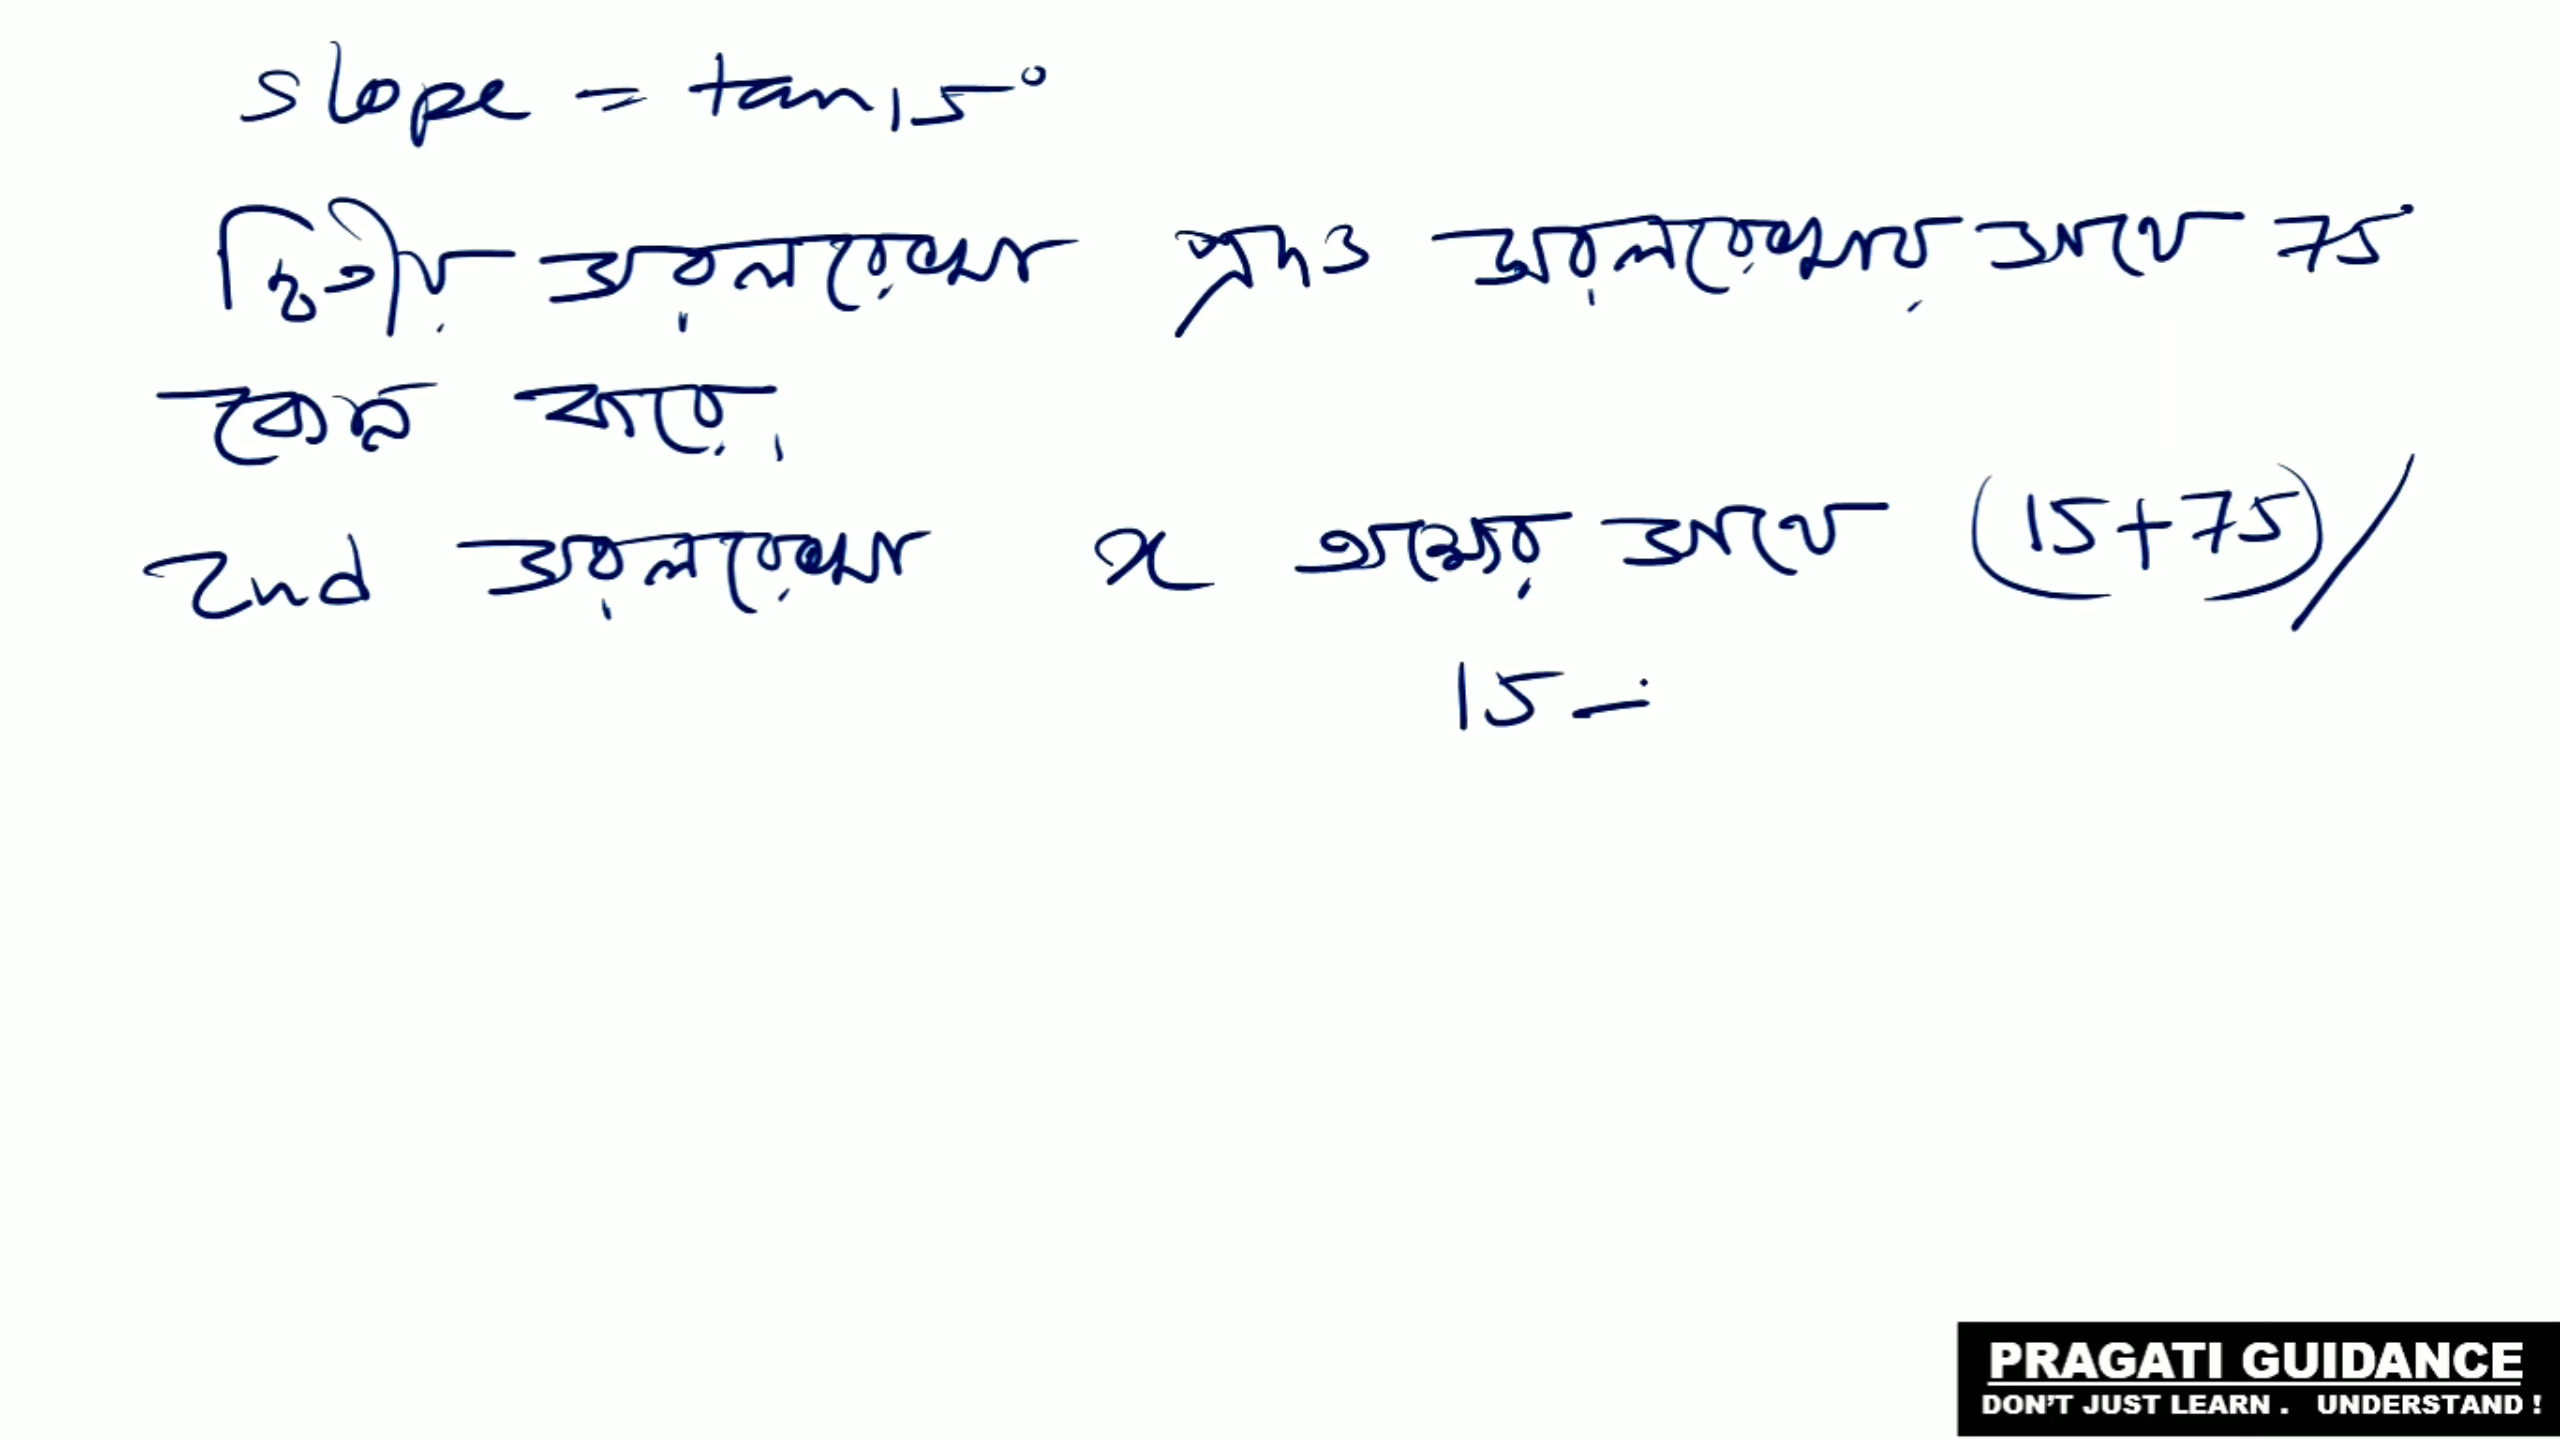 slope = tan 15°
দ্বিতীয় সরলরেখা প্রদত্ত সরলরেখার সাথে 75
কোন করে।
2nd সরলরেখা x অক্ষের সাথে (15+75)/
15 -
PRAGATI GUIDANCE
DON'T JUST LEARN. UNDERSTAND!